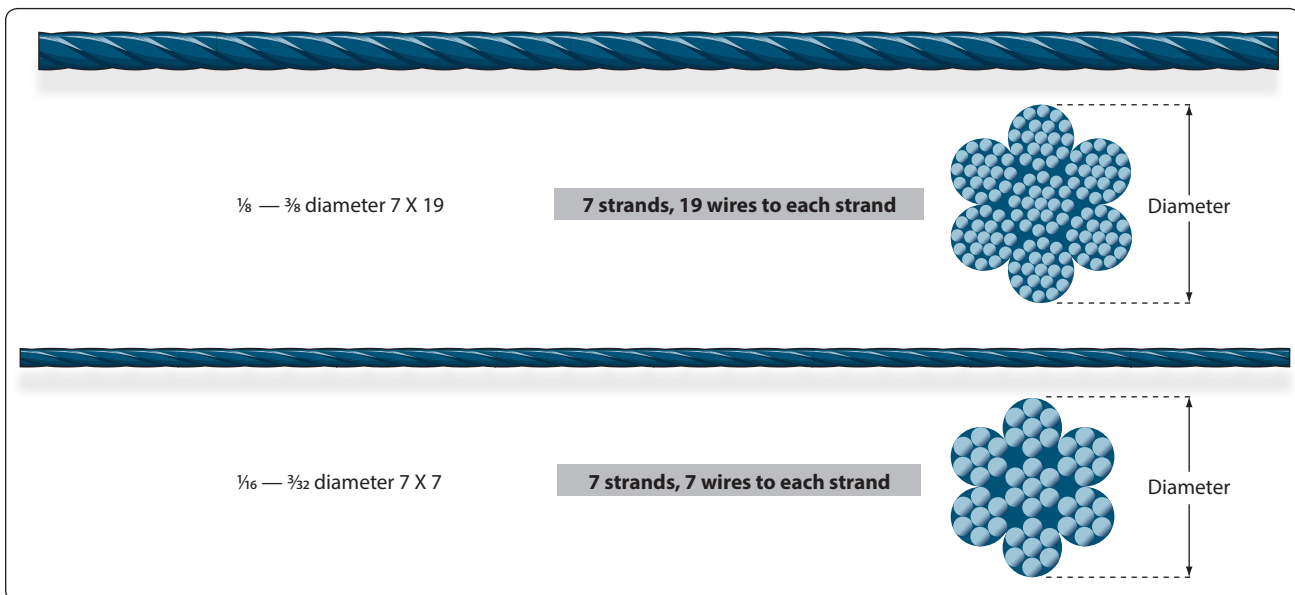 ⅛ — ⅜ diameter 7 X 19
7 strands, 19 wires to each strand
Diameter
1⁄16 — 3⁄32 diameter 7 X 7
7 strands, 7 wires to each strand
Diameter